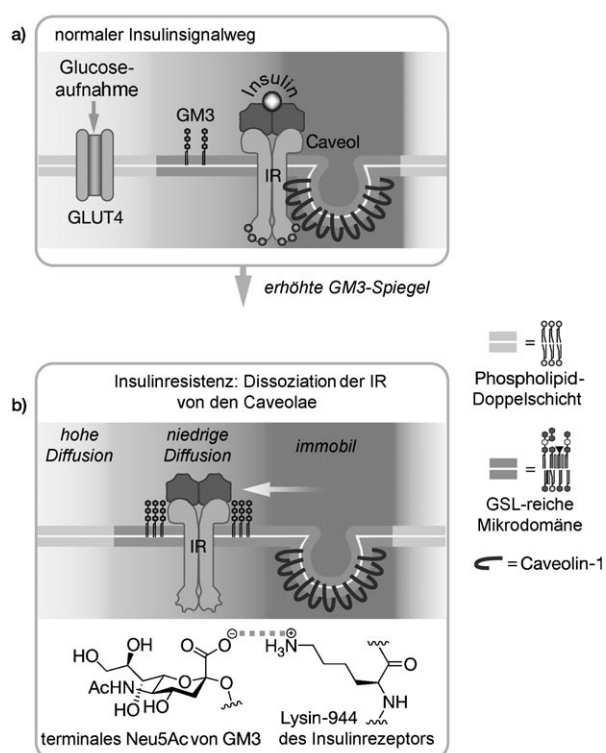 a)
normaler Insulinsignalweg
Glucose-
aufnahme
GM3
Insulin
Caveol
IR
GLUT4
erhöhte GM3-Spiegel
b)
Insulinresistenz: Dissoziation der IR
von den Caveolae
hohe
Diffusion
niedrige
Diffusion
immobil
IR
HO
OH
O
O
⊖
⊕
H3N
O
AcHN
HO
HO
O
O
NH
terminales Neu5Ac von GM3
Lysin-944
des Insulinrezeptors
=
Phospholipid-
Doppelschicht
=
GSL-reiche
Mikrodomäne
= Caveolin-1